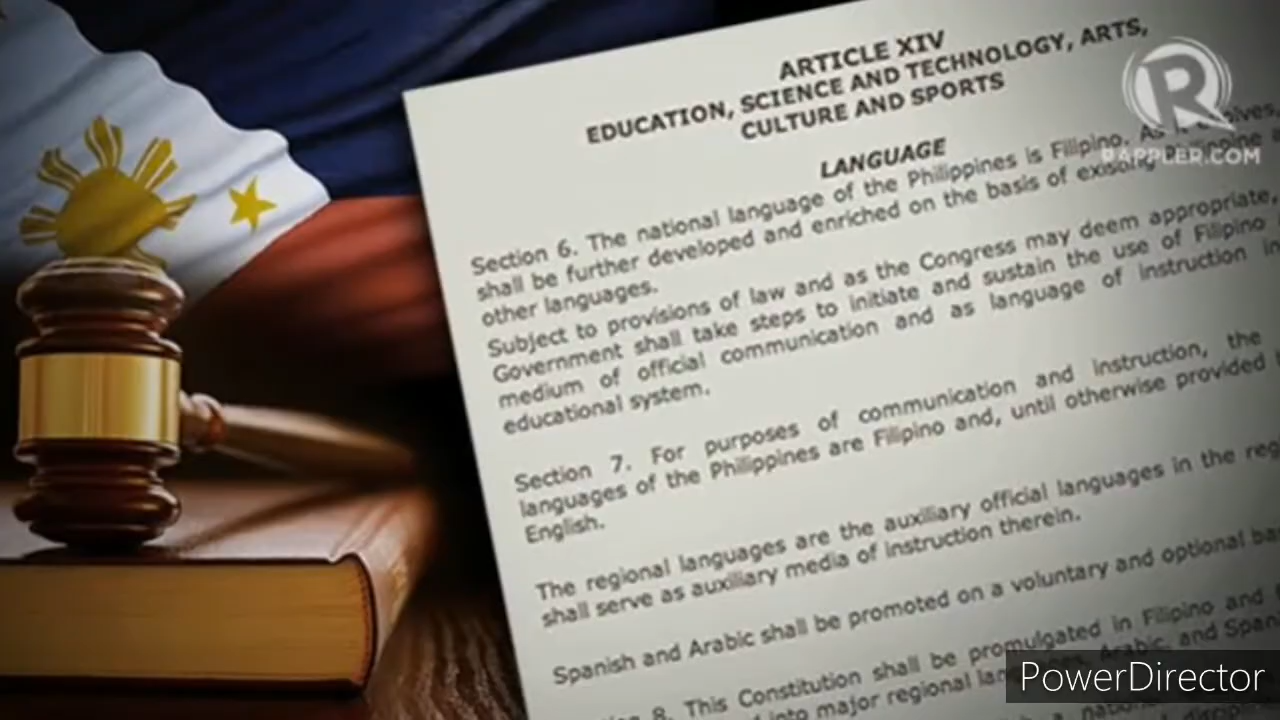 ARTICLE XIV
EDUCATION, SCIENCE AND TECHNOLOGY, ARTS,
CULTURE AND SPORTS
LANGUAGE
Section 6. The national language of the Philippines is Filipino. As it evolves,
shall be further developed and enriched on the basis of existing Philippine
other languages.
Subject to provisions of law and as the Congress may deem appropriate,
Government shall take steps to initiate and sustain the use of Filipino
medium of official communication and as language of instruction in
educational system.
Section 7. For purposes of communication and instruction, the
languages of the Philippines are Filipino and, until otherwise provided
English.
The regional languages are the auxiliary official languages in the
shall serve as auxiliary media of instruction therein.
Spanish and Arabic shall be promoted on a voluntary and optional
8. This Constitution shall be promulgated in Filipino and
into major regional Arabic, and
R
RAPPLER.COM
PowerDirector